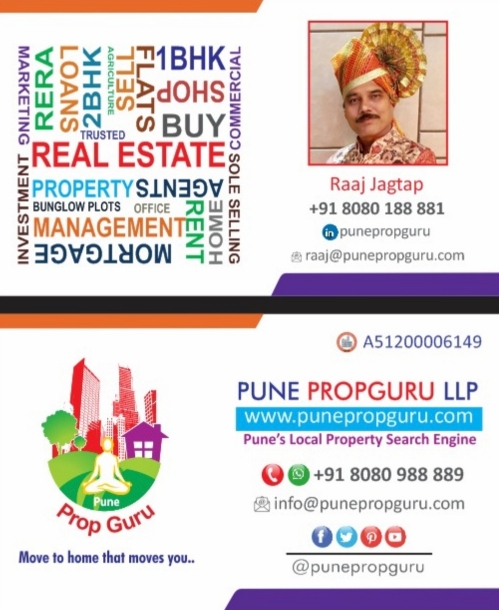 MARKETING
RERA
LOANS
2BHK
AGRICULTURE
SELL
FLATS
1BHK
SHOP
COMMERCIAL
TRUSTED
BUY
REAL ESTATE
INVESTMENT
PROPERTY AGENTS
SOLE SELLING
BUNGLOW PLOTS OFFICE
RENT
HOME
MANAGEMENT
MORTGAGE
Raaj Jagtap
+91 8080 188 881
in punepropguru
raaj@punepropguru.com
A51200006149
PUNE PROPGURU LLP
www.punepropguru.com
Pune's Local Property Search Engine
+91 8080 988 889
info@punepropguru.com
@punepropguru
Pune
Prop Guru
Move to home that moves you..